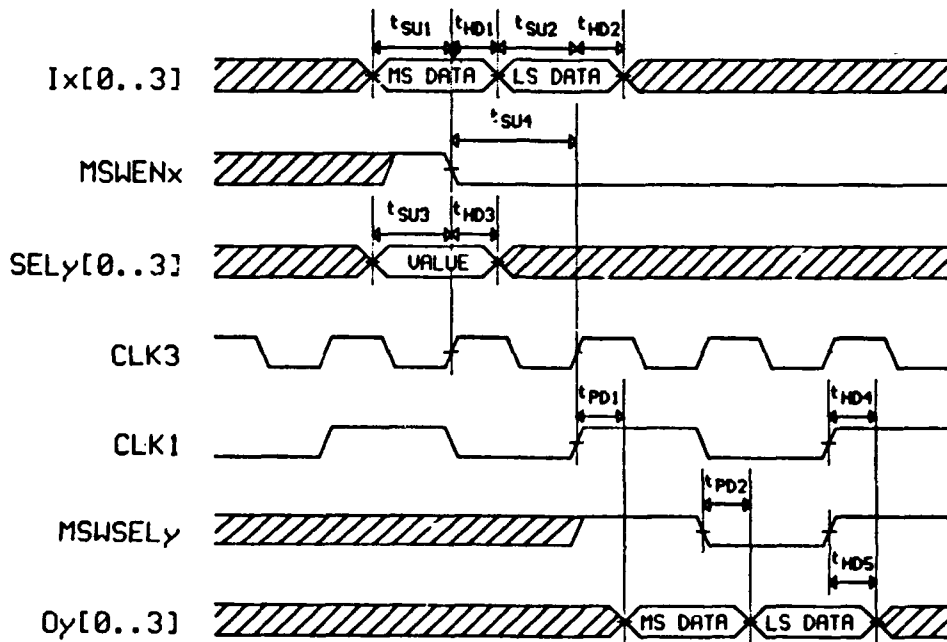 tSU1 tHD1 tSU2 tHD2
Ix[0..3] MS DATA LS DATA
tSU4
MSWENx
tSU3 tHD3
SELy[0..3] VALUE
CLK3
tPD1 tHD4
CLK1
tPD2
MSWSELy
tHD5
Oy[0..3] MS DATA LS DATA